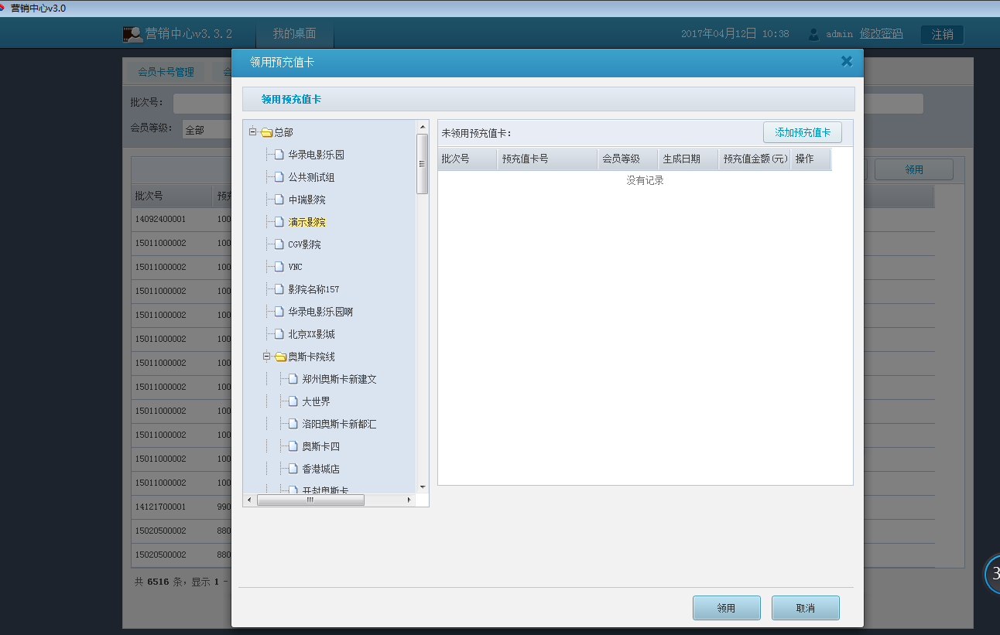 营销中心v3.0
营销中心v3.3.2 我的桌面 2017年04月12日 10:38 admin 修改密码 注销
领用预充值卡
会员卡号管理 会
领用预充值卡
批次号:
会员等级: 全部
总部
华录电影乐园
公共测试组
中瑞影院
演示影院
CGV影院
VNC
影院名称157
华录电影乐园啊
北京XX影城
奥斯卡院线
郑州奥斯卡新建文
大世界
洛阳奥斯卡新都汇
奥斯卡四
香港城店
开封奥斯卡
未领用预充值卡: 添加预充值卡
批次号 预充值卡号 会员等级 生成日期 预充值金额(元) 操作
没有记录
领用
批次号 预充
14092400001 100
15011000002 100
15011000002 100
15011000002 100
15011000002 100
15011000002 100
15011000002 100
15011000002 100
15011000002 100
15011000002 100
15011000002 100
15011000002 100
14121700001 990
15020500002 880
15020500002 880
共 6516 条, 显示 1 -
领用 取消
3